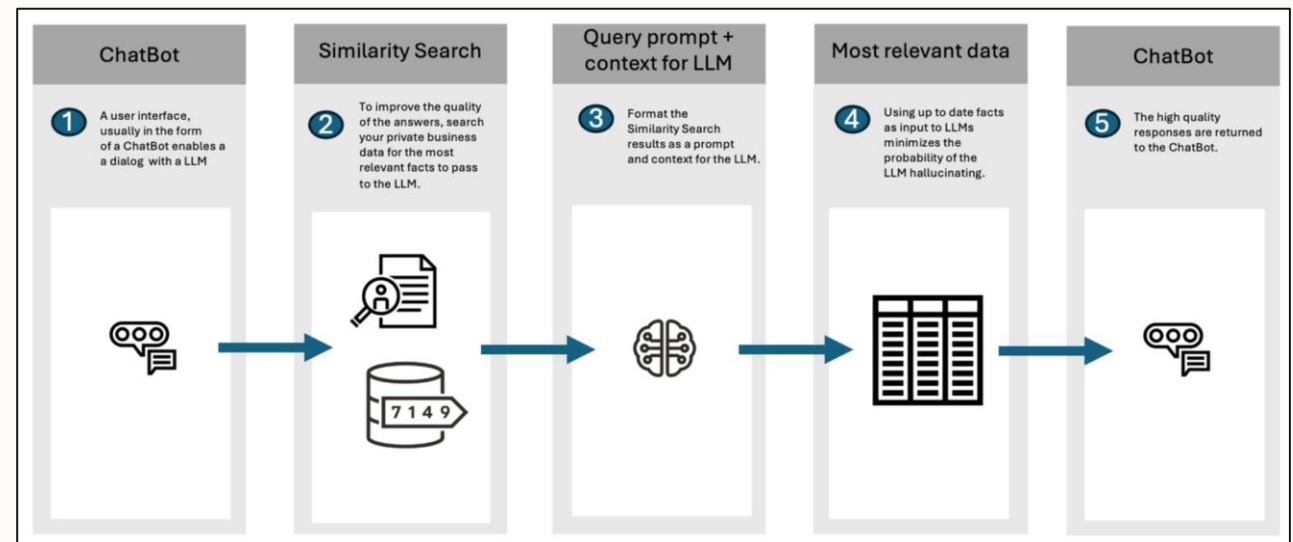 ChatBot
1
A user interface,
usually in the form
of a ChatBot enables a
a dialog with a LLM
Similarity Search
2
To improve the quality
of the answers, search
your private business
data for the most
relevant facts to pass
to the LLM.
7 1 4 9
Query prompt +
context for LLM
3
Format the
Similarity Search
results as a prompt
and context for the LLM.
Most relevant data
4
Using up to date facts
as input to LLMs
minimizes the
probability of the
LLM hallucinating.
ChatBot
5
The high quality
responses are returned
to the ChatBot.